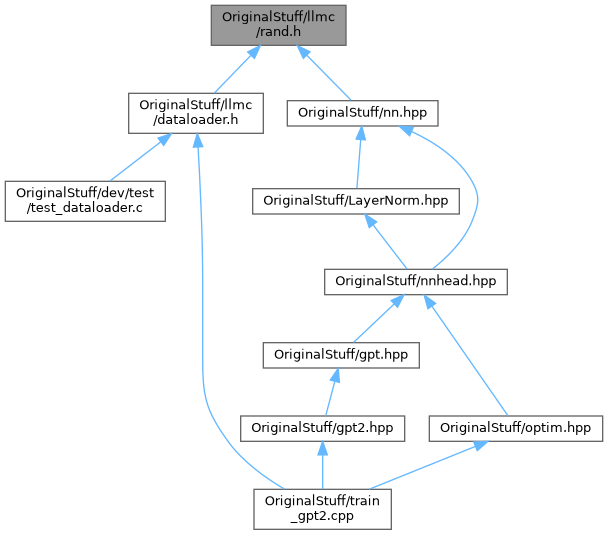 OriginalStuff/llmc
/rand.h
OriginalStuff/llmc
/dataloader.h
OriginalStuff/nn.hpp
OriginalStuff/dev/test
/test_dataloader.c
OriginalStuff/LayerNorm.hpp
OriginalStuff/nnhead.hpp
OriginalStuff/gpt.hpp
OriginalStuff/gpt2.hpp
OriginalStuff/optim.hpp
OriginalStuff/train
_gpt2.cpp